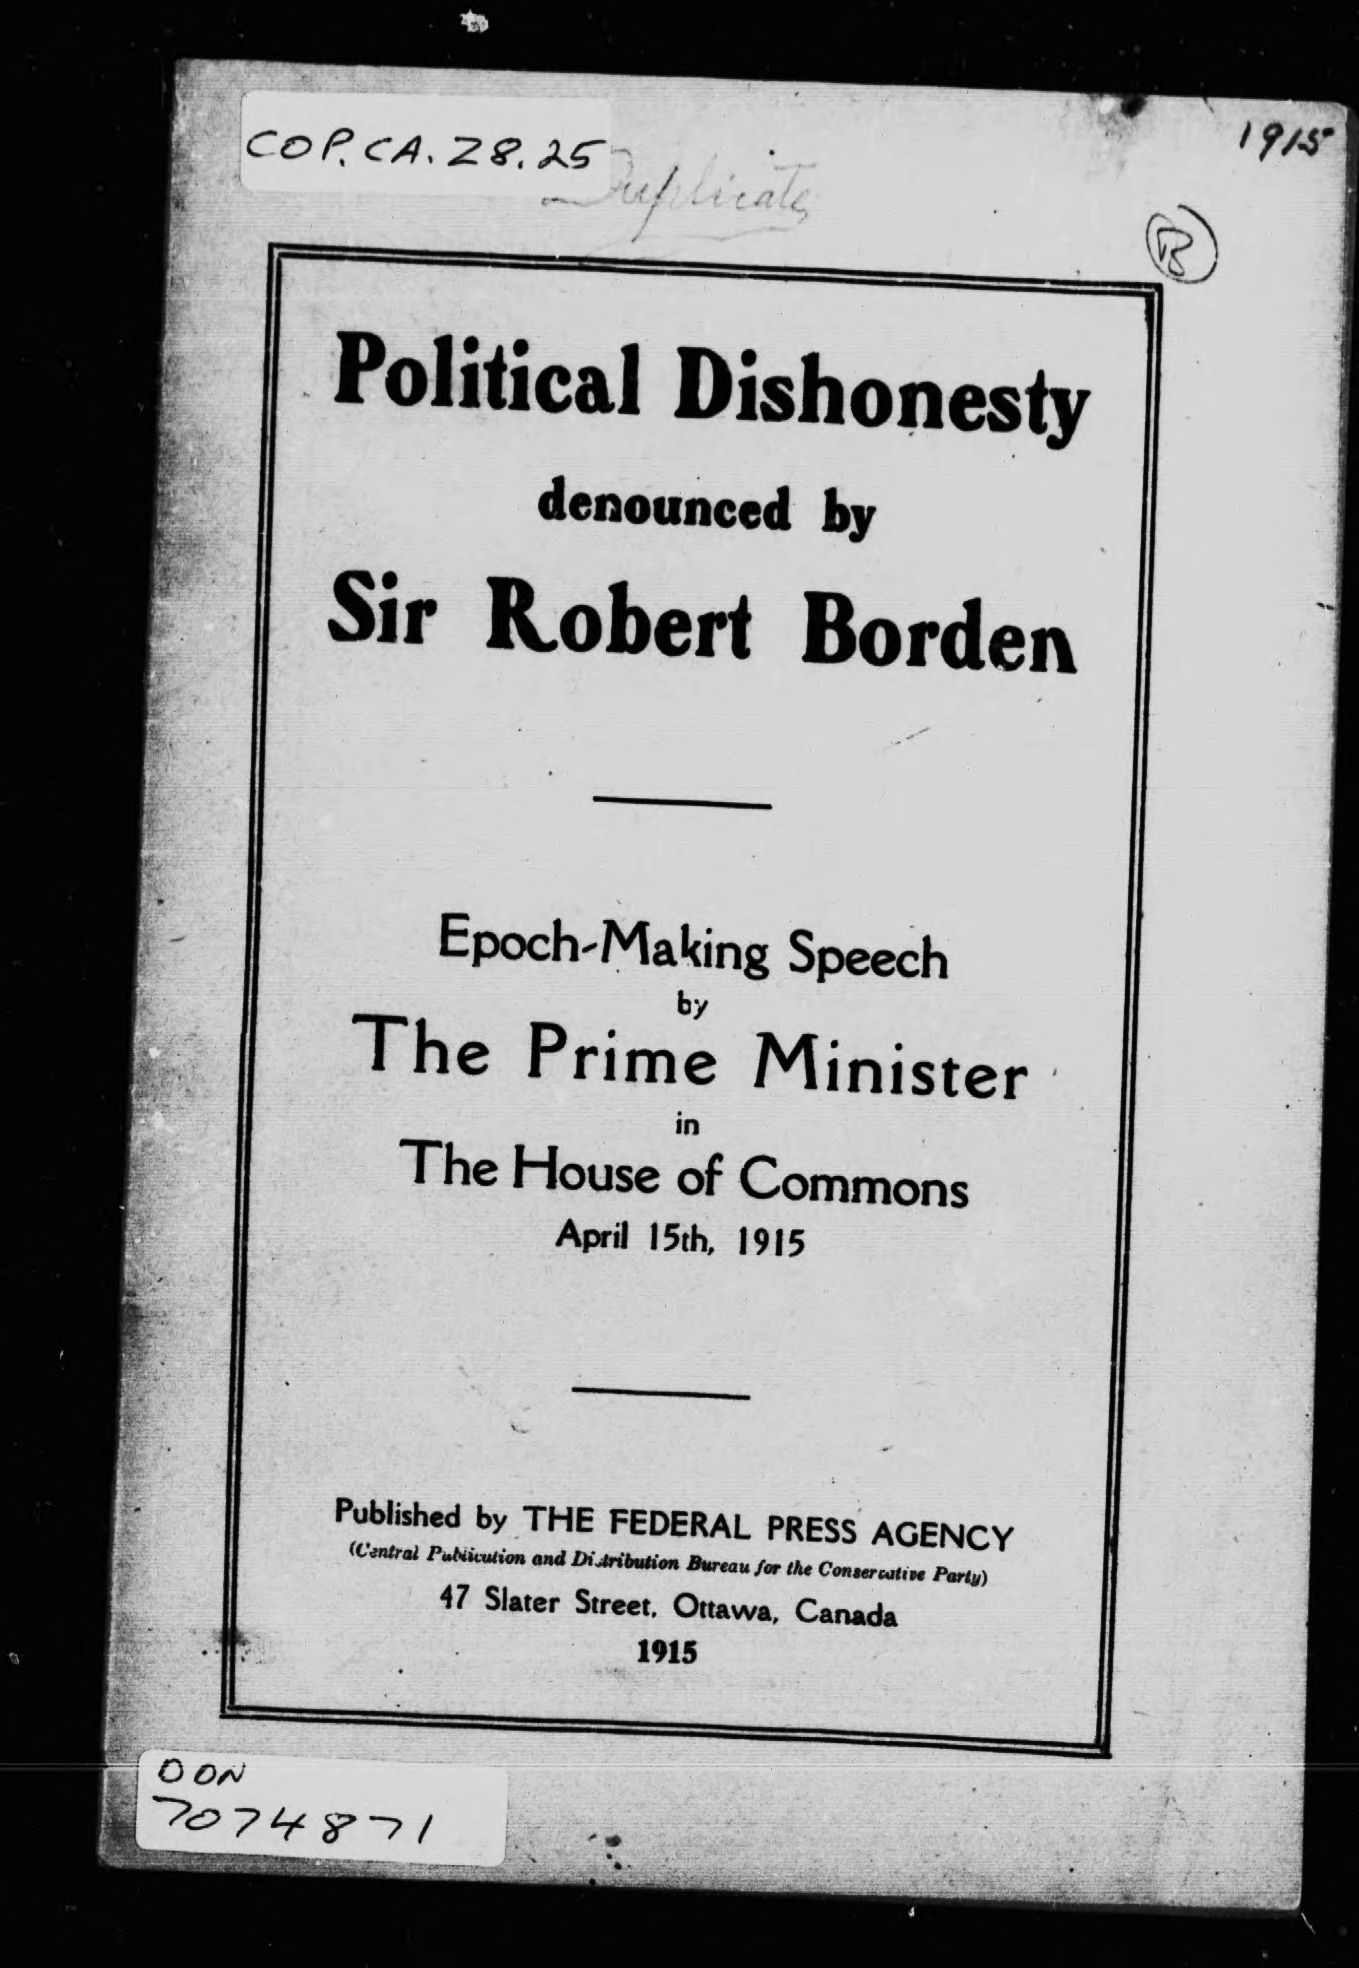 COP. CA. Z8. 25
1915
Duplicate
B
Political Dishonesty
denounced by
Sir Robert Borden
Epoch-Making Speech
by
The Prime Minister
in
The House of Commons
April 15th, 1915
Published by THE FEDERAL PRESS AGENCY
(Central Publication and Distribution Bureau for the Conservative Party)
47 Slater Street, Ottawa, Canada
1915
OON
7074871